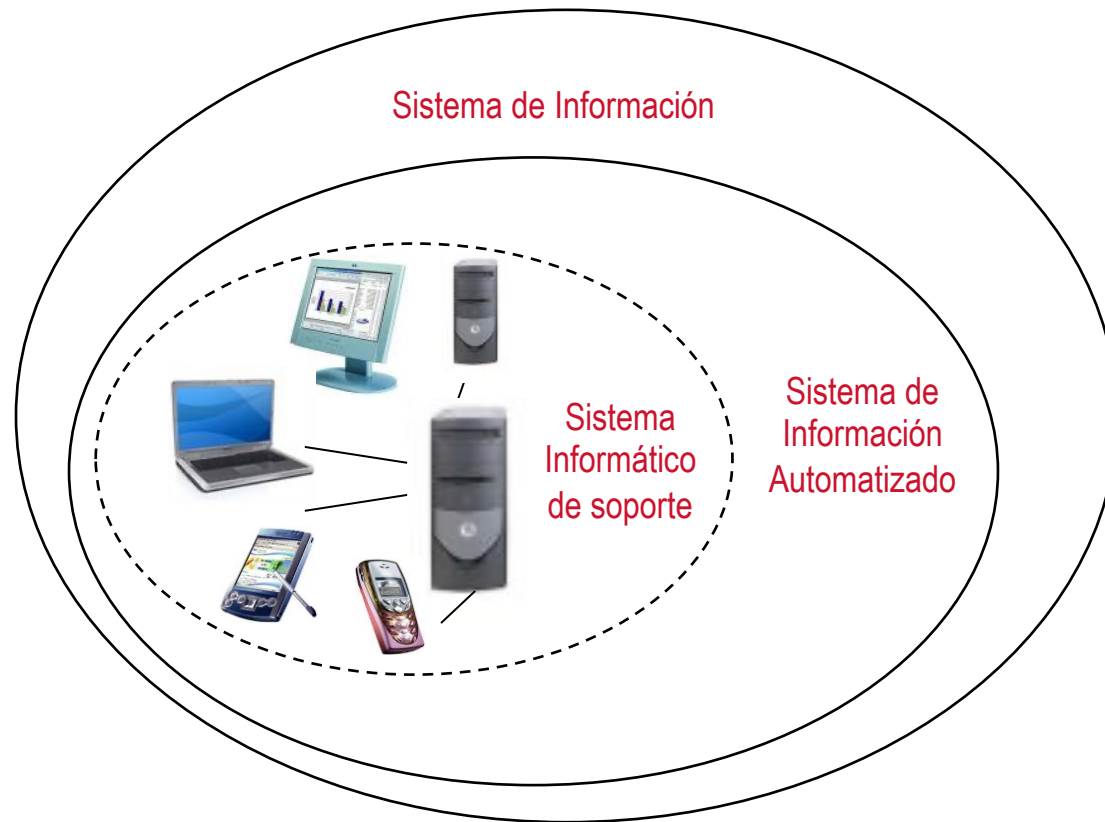 Sistema de Información
Sistema
Informático
de soporte
Sistema de
Información
Automatizado